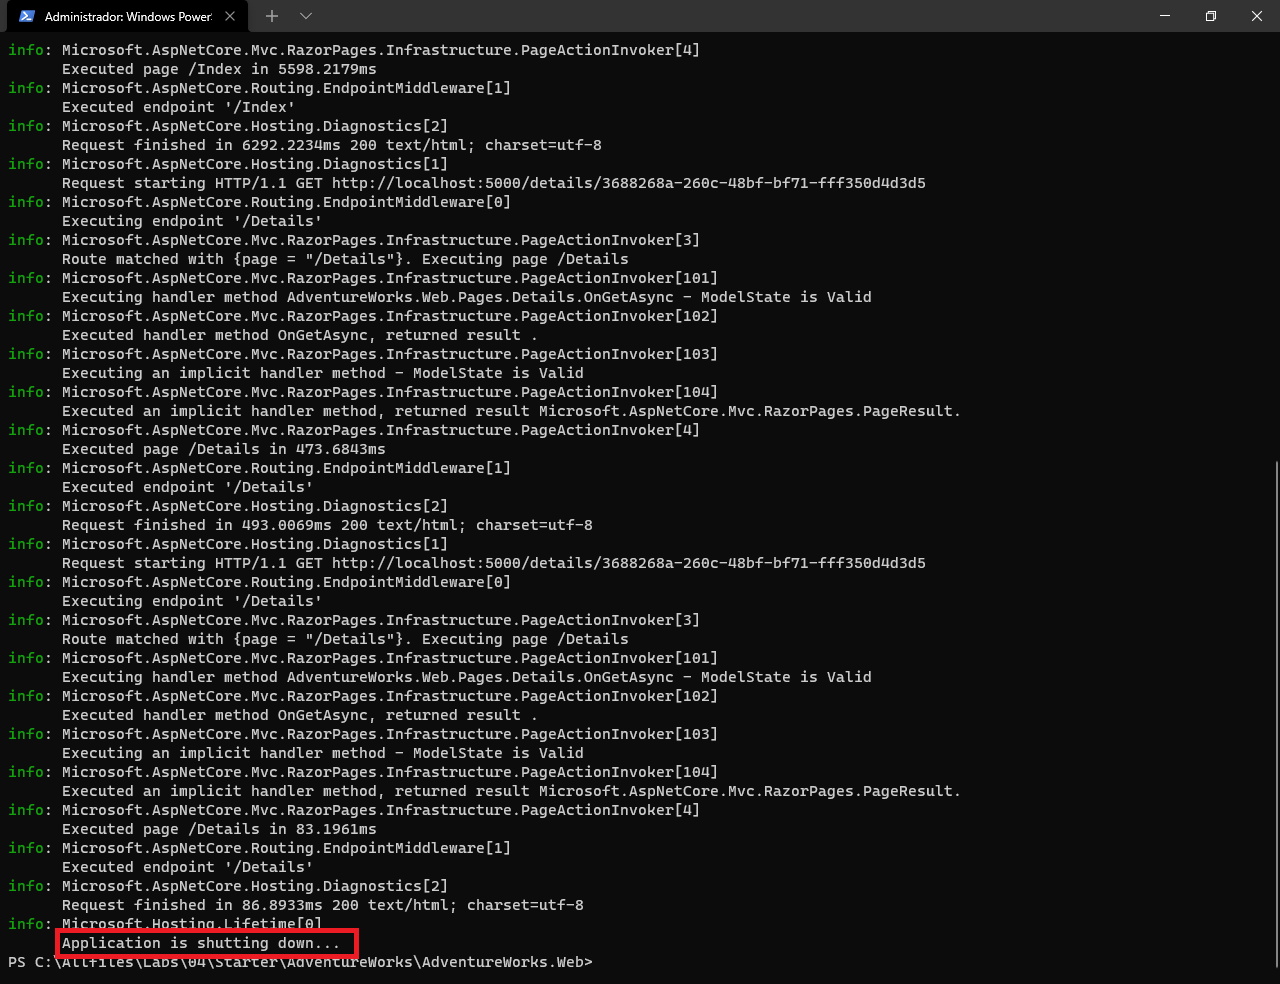 Administrador: Windows PowerS
info: Microsoft.AspNetCore.Mvc.RazorPages.Infrastructure.PageActionInvoker[4]
Executed page /Index in 5598.2179ms
info: Microsoft.AspNetCore.Routing.EndpointMiddleware[1]
Executed endpoint '/Index'
info: Microsoft.AspNetCore.Hosting.Diagnostics[2]
Request finished in 6292.2234ms 200 text/html; charset=utf-8
info: Microsoft.AspNetCore.Hosting.Diagnostics[1]
Request starting HTTP/1.1 GET http://localhost:5000/details/3688268a-260c-48bf-bf71-fff350d4d3d5
info: Microsoft.AspNetCore.Routing.EndpointMiddleware[0]
Executing endpoint '/Details'
info: Microsoft.AspNetCore.Mvc.RazorPages.Infrastructure.PageActionInvoker[3]
Route matched with {page = "/Details"}. Executing page /Details
info: Microsoft.AspNetCore.Mvc.RazorPages.Infrastructure.PageActionInvoker[101]
Executing handler method AdventureWorks.Web.Pages.Details.OnGetAsync - ModelState is Valid
info: Microsoft.AspNetCore.Mvc.RazorPages.Infrastructure.PageActionInvoker[102]
Executed handler method OnGetAsync, returned result .
info: Microsoft.AspNetCore.Mvc.RazorPages.Infrastructure.PageActionInvoker[103]
Executing an implicit handler method - ModelState is Valid
info: Microsoft.AspNetCore.Mvc.RazorPages.Infrastructure.PageActionInvoker[104]
Executed an implicit handler method, returned result Microsoft.AspNetCore.Mvc.RazorPages.PageResult.
info: Microsoft.AspNetCore.Mvc.RazorPages.Infrastructure.PageActionInvoker[4]
Executed page /Details in 473.6843ms
info: Microsoft.AspNetCore.Routing.EndpointMiddleware[1]
Executed endpoint '/Details'
info: Microsoft.AspNetCore.Hosting.Diagnostics[2]
Request finished in 493.0069ms 200 text/html; charset=utf-8
info: Microsoft.AspNetCore.Hosting.Diagnostics[1]
Request starting HTTP/1.1 GET http://localhost:5000/details/3688268a-260c-48bf-bf71-fff350d4d3d5
info: Microsoft.AspNetCore.Routing.EndpointMiddleware[0]
Executing endpoint '/Details'
info: Microsoft.AspNetCore.Mvc.RazorPages.Infrastructure.PageActionInvoker[3]
Route matched with {page = "/Details"}. Executing page /Details
info: Microsoft.AspNetCore.Mvc.RazorPages.Infrastructure.PageActionInvoker[101]
Executing handler method AdventureWorks.Web.Pages.Details.OnGetAsync - ModelState is Valid
info: Microsoft.AspNetCore.Mvc.RazorPages.Infrastructure.PageActionInvoker[102]
Executed handler method OnGetAsync, returned result .
info: Microsoft.AspNetCore.Mvc.RazorPages.Infrastructure.PageActionInvoker[103]
Executing an implicit handler method - ModelState is Valid
info: Microsoft.AspNetCore.Mvc.RazorPages.Infrastructure.PageActionInvoker[104]
Executed an implicit handler method, returned result Microsoft.AspNetCore.Mvc.RazorPages.PageResult.
info: Microsoft.AspNetCore.Mvc.RazorPages.Infrastructure.PageActionInvoker[4]
Executed page /Details in 83.1961ms
info: Microsoft.AspNetCore.Routing.EndpointMiddleware[1]
Executed endpoint '/Details'
info: Microsoft.AspNetCore.Hosting.Diagnostics[2]
Request finished in 86.8933ms 200 text/html; charset=utf-8
info: Microsoft.Hosting.Lifetime[0]
Application is shutting down...
PS C:\Allfiles\Labs\04\Starter\AdventureWorks\AdventureWorks.Web>